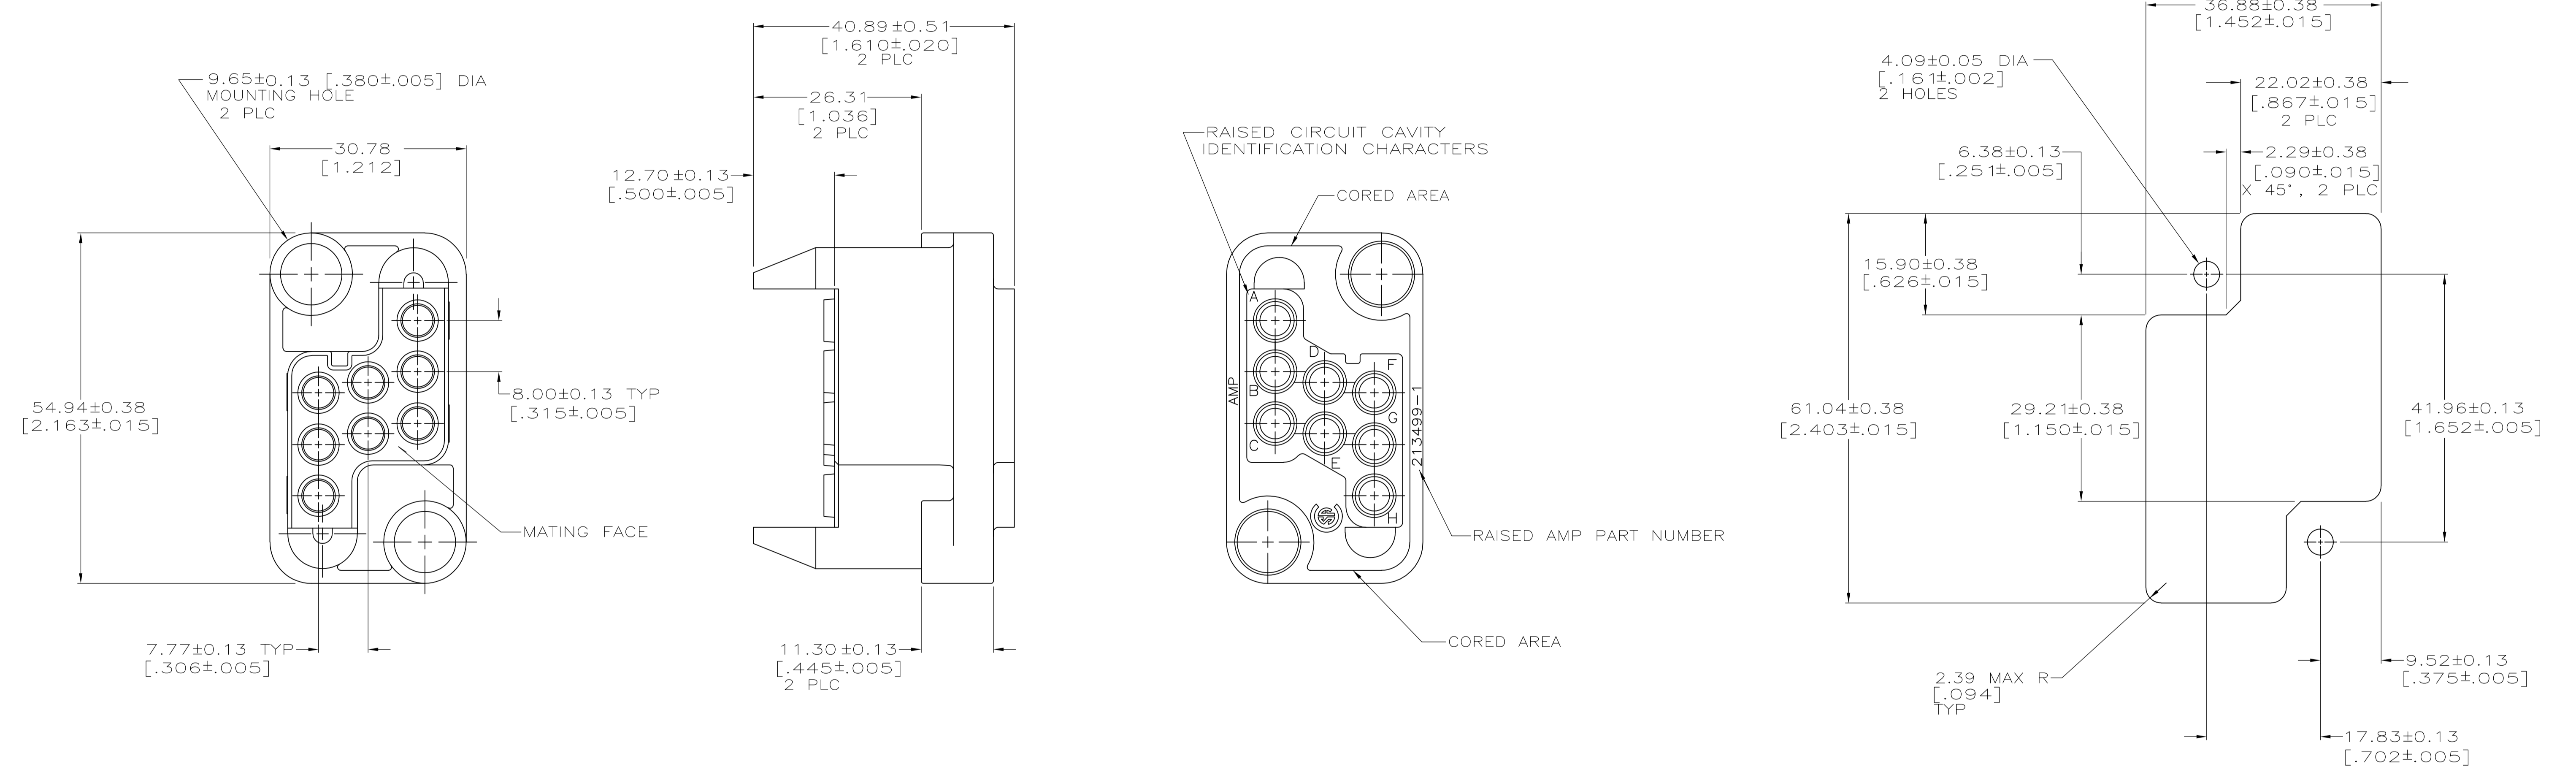 9.65±0.13 [.380±.005] DIA
MOUNTING HOLE
2 PLC
30.78
[1.212]
54.94±0.38
[2.163±.015]
8.00±0.13 TYP
[.315±.005]
MATING FACE
7.77±0.13 TYP
[.306±.005]
40.89±0.51
[1.610±.020]
2 PLC
26.31
[1.036]
2 PLC
12.70±0.13
[.500±.005]
11.30±0.13
[.445±.005]
2 PLC
RAISED CIRCUIT CAVITY
IDENTIFICATION CHARACTERS
CORED AREA
A
D
F
B
G
C
E
H
AMP
213499-1
RAISED AMP PART NUMBER
CORED AREA
36.88±0.38
[1.452±.015]
4.09±0.05 DIA
[.161±.002]
2 HOLES
22.02±0.38
[.867±.015]
2 PLC
6.38±0.13
[.251±.005]
2.29±0.38
[.090±.015]
X 45°, 2 PLC
15.90±0.38
[.626±.015]
61.04±0.38
[2.403±.015]
29.21±0.38
[1.150±.015]
41.96±0.13
[1.652±.005]
2.39 MAX R
[.094]
TYP
9.52±0.13
[.375±.005]
17.83±0.13
[.702±.005]